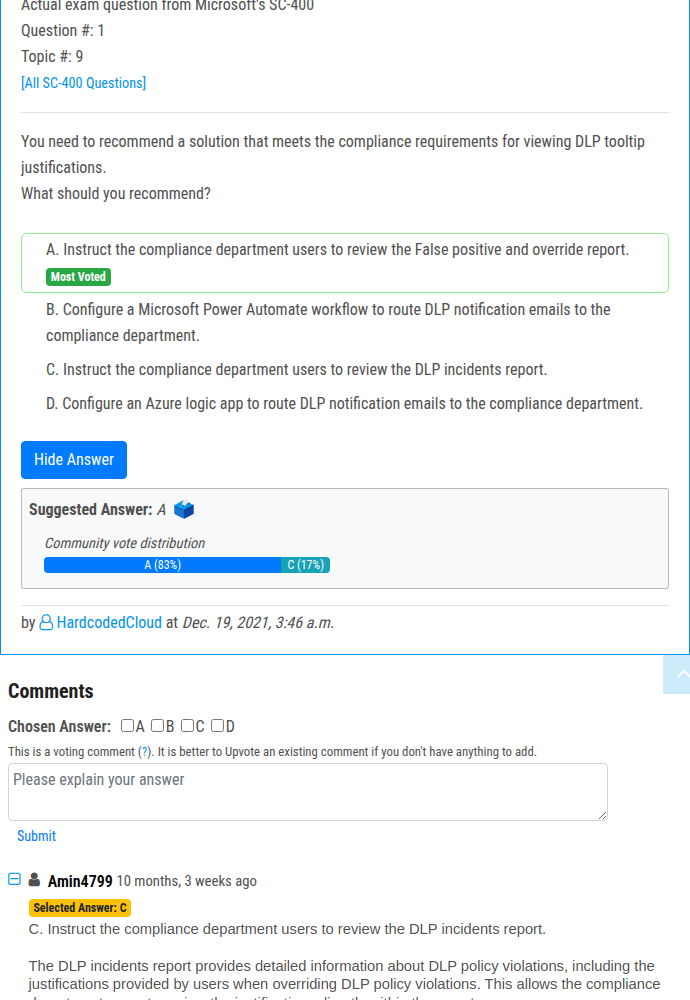 Actual exam question from Microsoft's SC-400
Question #: 1
Topic #: 9
[All SC-400 Questions]
You need to recommend a solution that meets the compliance requirements for viewing DLP tooltip
justifications.
What should you recommend?
A. Instruct the compliance department users to review the False positive and override report.
Most Voted
B. Configure a Microsoft Power Automate workflow to route DLP notification emails to the
compliance department.
C. Instruct the compliance department users to review the DLP incidents report.
D. Configure an Azure logic app to route DLP notification emails to the compliance department.
Hide Answer
Suggested Answer: A
Community vote distribution
A (83%) C (17%)
by HardcodedCloud at Dec. 19, 2021, 3:46 a.m.
Comments
Chosen Answer: A B C D
This is a voting comment (?). It is better to Upvote an existing comment if you don't have anything to add.
Please explain your answer
Submit
Amin4799 10 months, 3 weeks ago
Selected Answer: C
C. Instruct the compliance department users to review the DLP incidents report.
The DLP incidents report provides detailed information about DLP policy violations, including the
justifications provided by users when overriding DLP policy violations. This allows the compliance